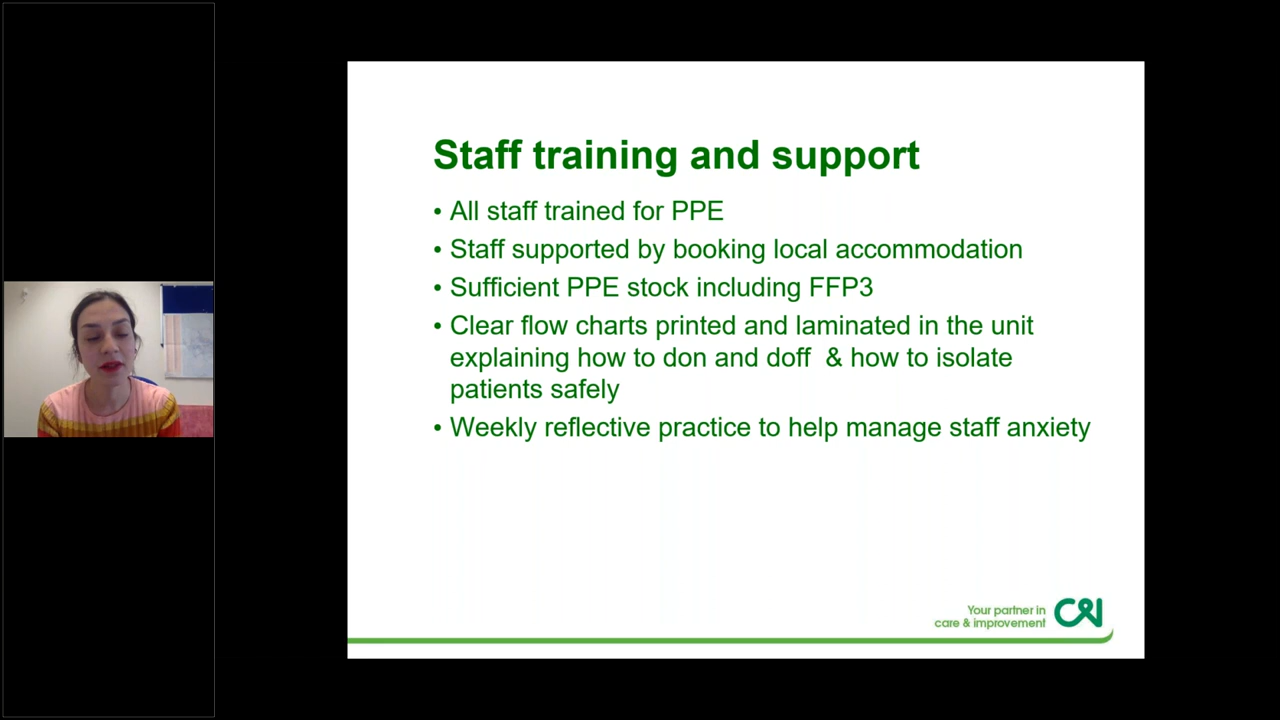 Staff training and support
• All staff trained for PPE
• Staff supported by booking local accommodation
• Sufficient PPE stock including FFP3
• Clear flow charts printed and laminated in the unit
explaining how to don and doff  & how to isolate
patients safely
• Weekly reflective practice to help manage staff anxiety
Your partner in
care & improvement
C&I